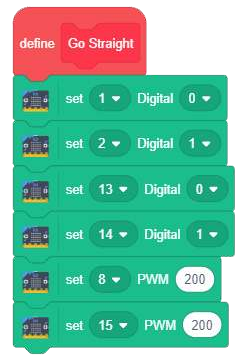 define Go Straight
set 1 Digital 0
set 2 Digital 1
set 13 Digital 0
set 14 Digital 1
set 8 PWM 200
set 15 PWM 200